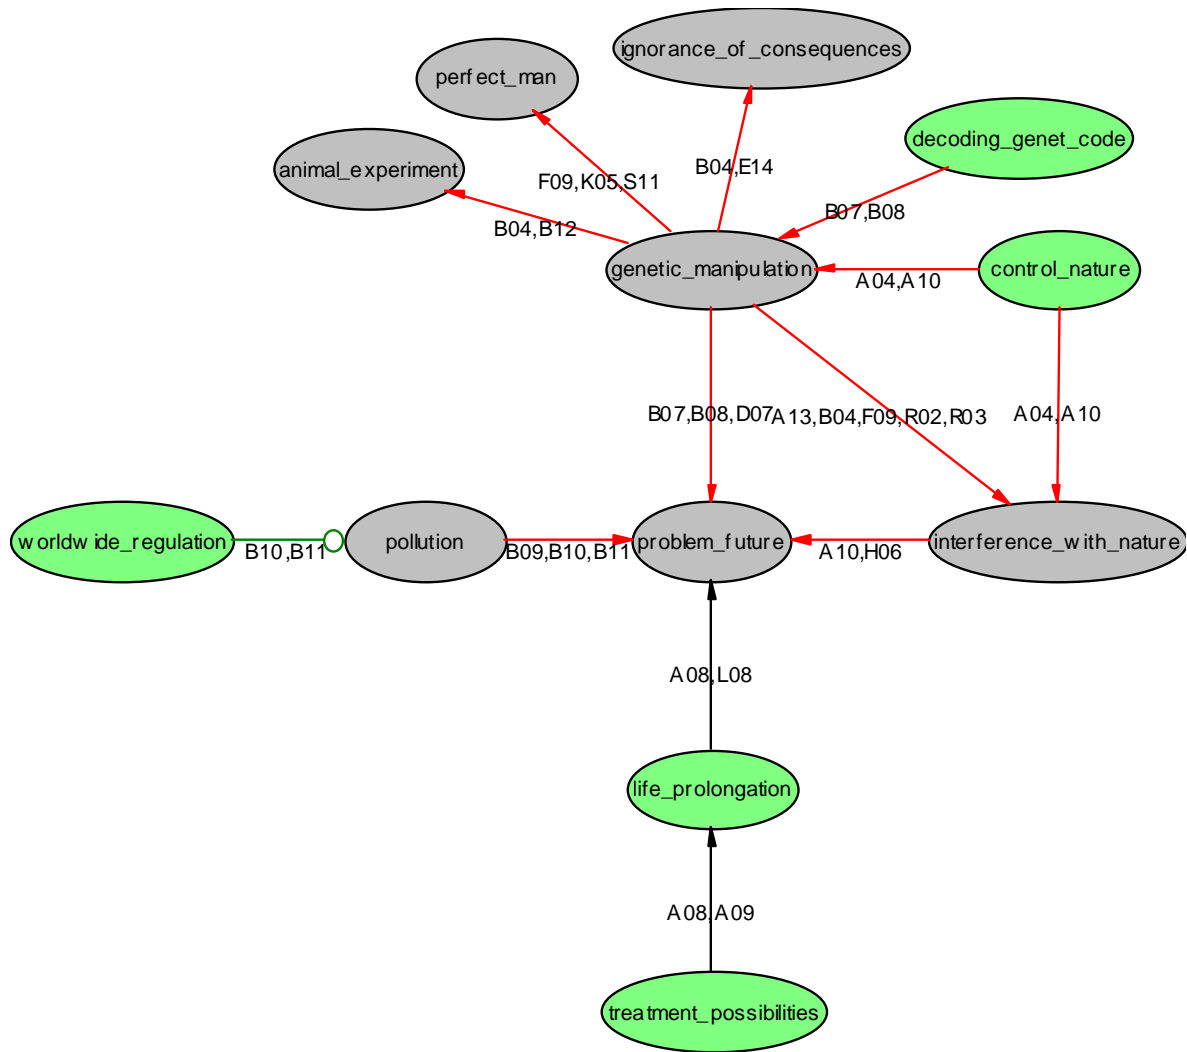 ignorance_of_consequences
perfect_man
decoding_genet_code
animal_experiment
B04,E14
F09,K05,S11
B07,B08
B04,B12
genetic_manipulation
control_nature
A04,A10
B07,B08,D07
A13,B04,F09,R02,R03
A04,A10
worldwide_regulation
pollution
problem_future
interference_with_nature
B10,B11
B09,B10,B11
A10,H06
A08,L08
life_prolongation
A08,A09
treatment_possibilities